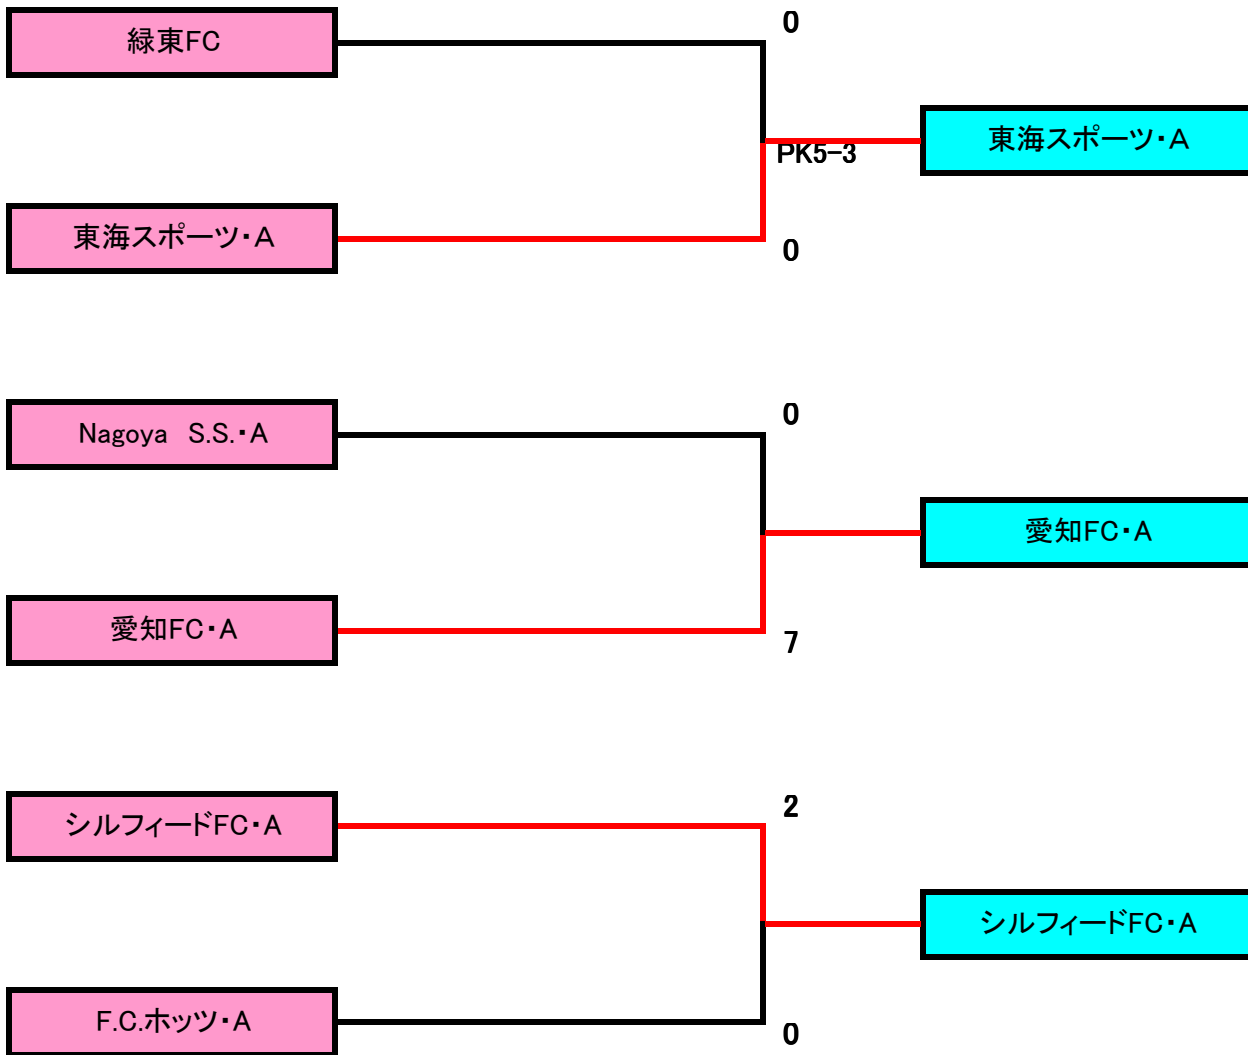 緑東FC
0
東海スポーツ・A
PK5-3
東海スポーツ・A
0
Nagoya　S.S.・A
0
愛知FC・A
愛知FC・A
7
シルフィードFC・A
2
シルフィードFC・A
F.C.ホッツ・A
0